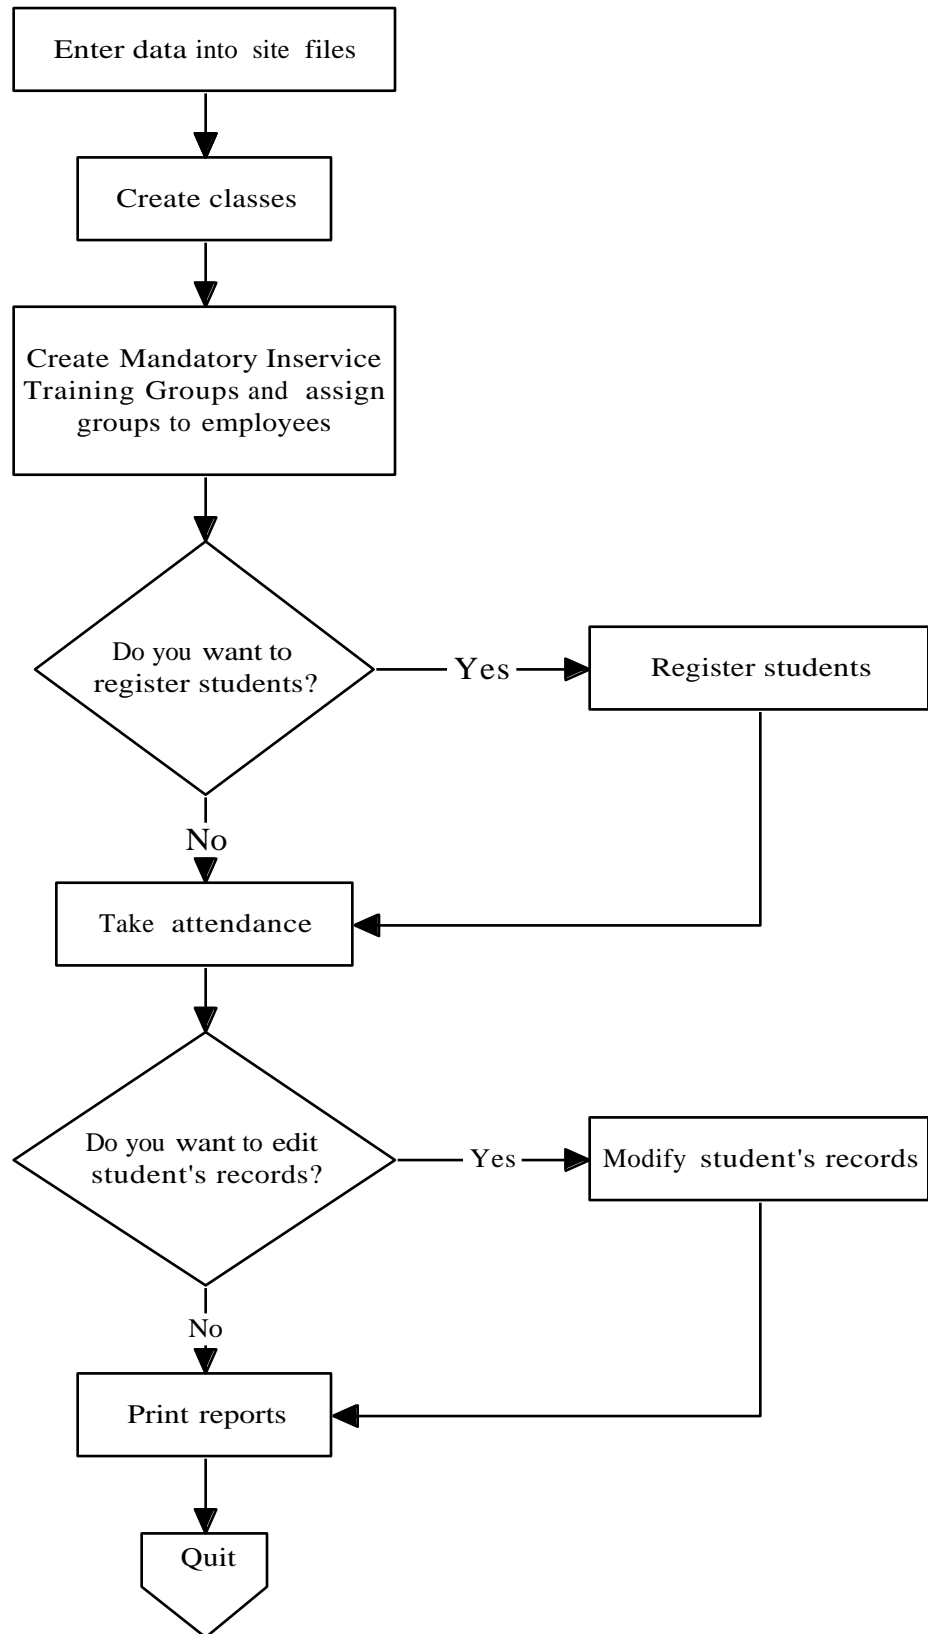 Enter data into site files
Create classes
Create Mandatory Inservice
Training Groups and assign
groups to employees
Do you want to
register students?
Yes
Register students
No
Take attendance
Do you want to edit
student's records?
Yes
Modify student's records
No
Print reports
Quit